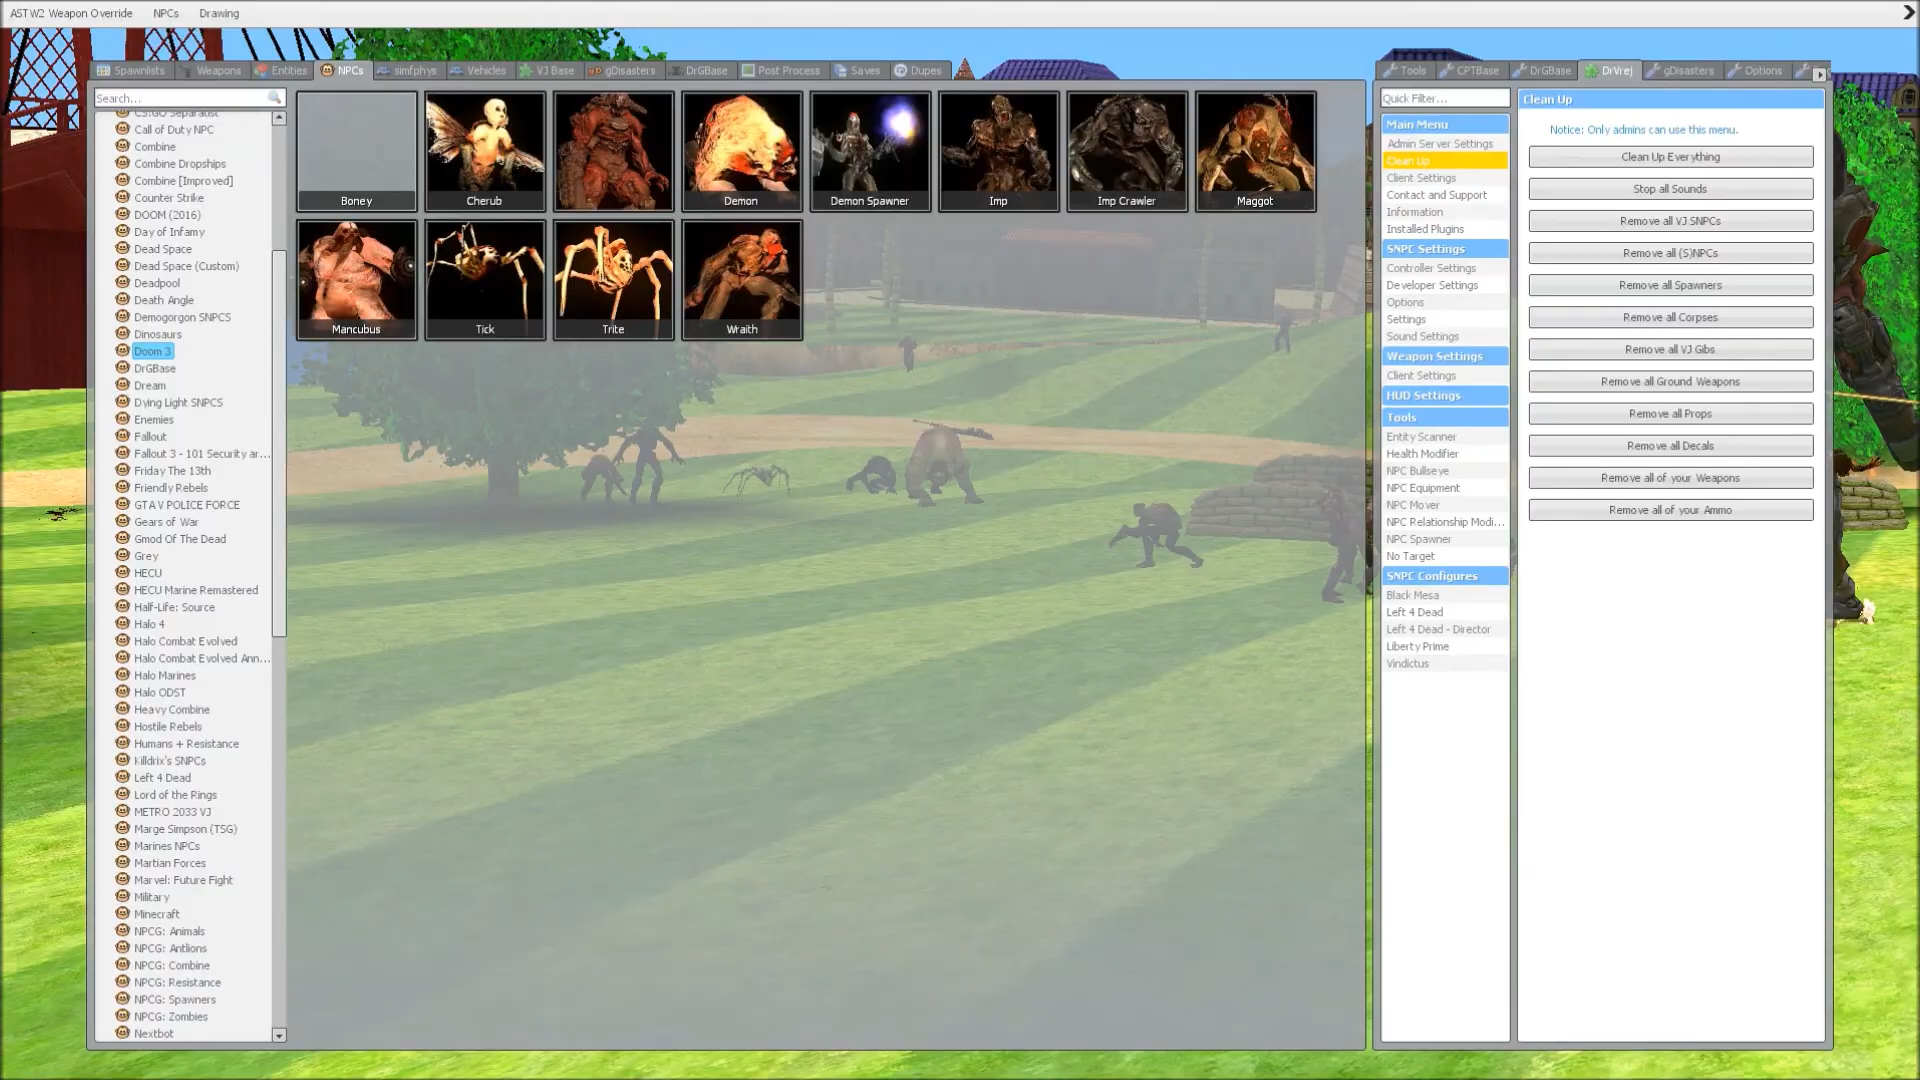 ASTW2 Weapon Override NPCs Drawing
Spawnlists Weapons Entities NPCs simfphys Vehicles VJ Base gDisasters DrGBase Post Process Saves Dupes
Search...
CS:GO Separatist
Call of Duty NPC
Combine
Combine Dropships
Combine [Improved]
Counter Strike
DOOM (2016)
Day of Infamy
Dead Space
Dead Space (Custom)
Deadpool
Death Angle
Demogorgon SNPCS
Dinosaurs
Doom 3
DrGBase
Dream
Dying Light SNPCS
Enemies
Fallout
Fallout 3 - 101 Security ar...
Friday The 13th
Friendly Rebels
GTA V POLICE FORCE
Gears of War
Gmod Of The Dead
Grey
HECU
HECU Marine Remastered
Half-Life: Source
Halo 4
Halo Combat Evolved
Halo Combat Evolved Ann...
Halo Marines
Halo ODST
Heavy Combine
Hostile Rebels
Humans + Resistance
Killdrix's SNPCs
Left 4 Dead
Lord of the Rings
METRO 2033 VJ
Marge Simpson (TSG)
Marines NPCs
Martian Forces
Marvel: Future Fight
Military
Minecraft
NPCG: Animals
NPCG: Antlions
NPCG: Combine
NPCG: Resistance
NPCG: Spawners
NPCG: Zombies
Nextbot
Boney Cherub Demon Demon Spawner Imp Imp Crawler Maggot
Mancubus Tick Trite Wraith
Tools CPTBase DrGBase DrVrej gDisasters Options
Quick Filter...
Main Menu
Admin Server Settings
Clean Up
Client Settings
Contact and Support
Information
Installed Plugins
SNPC Settings
Controller Settings
Developer Settings
Options
Settings
Sound Settings
Weapon Settings
Client Settings
HUD Settings
Tools
Entity Scanner
Health Modifier
NPC Bullseye
NPC Equipment
NPC Mover
NPC Relationship Modi...
NPC Spawner
No Target
SNPC Configures
Black Mesa
Left 4 Dead
Left 4 Dead - Director
Liberty Prime
Vindictus
Clean Up
Notice: Only admins can use this menu.
Clean Up Everything
Stop all Sounds
Remove all VJ SNPCs
Remove all (S)NPCs
Remove all Spawners
Remove all Corpses
Remove all VJ Gibs
Remove all Ground Weapons
Remove all Props
Remove all Decals
Remove all of your Weapons
Remove all of your Ammo